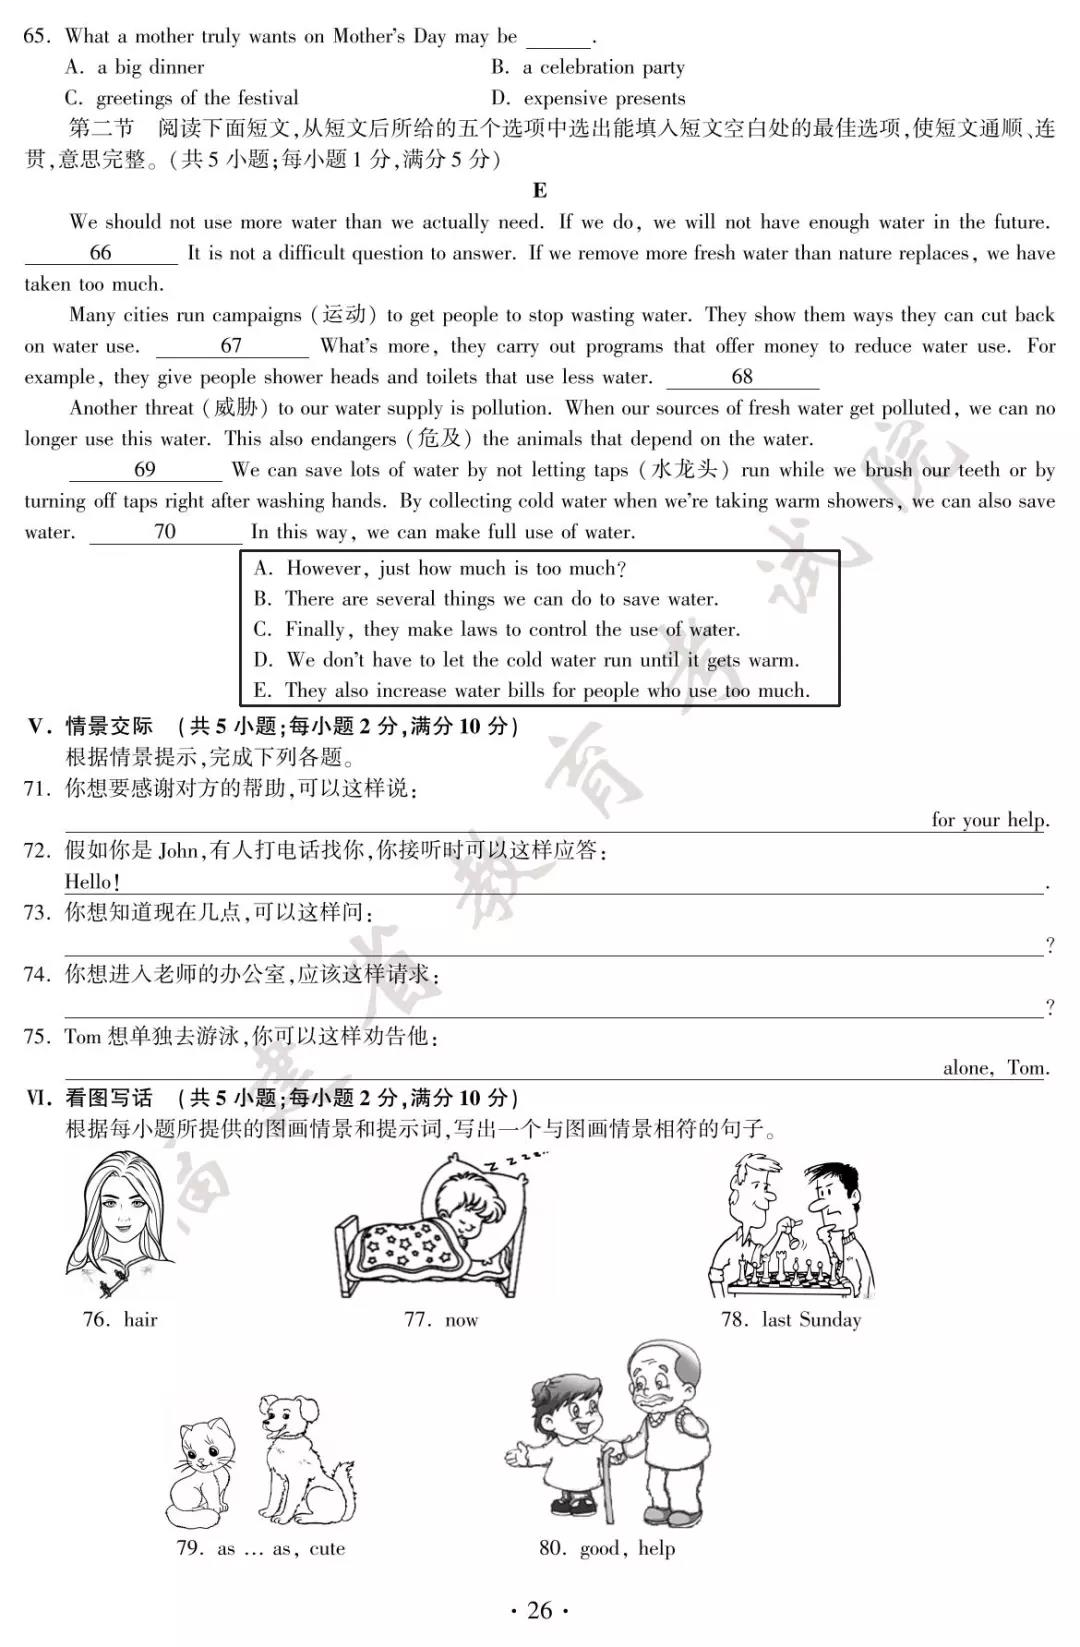 65. What a mother truly wants on Mother's Day may be ______.
A. a big dinner B. a celebration party
C. greetings of the festival D. expensive presents
第二节 阅读下面短文,从短文后所给的五个选项中选出能填入短文空白处的最佳选项,使短文通顺、连
贯,意思完整。(共5小题;每小题1分,满分5分)
E
We should not use more water than we actually need. If we do, we will not have enough water in the future.
66 It is not a difficult question to answer. If we remove more fresh water than nature replaces, we have
taken too much.
Many cities run campaigns (运动) to get people to stop wasting water. They show them ways they can cut back
on water use. 67 What's more, they carry out programs that offer money to reduce water use. For
example, they give people shower heads and toilets that use less water. 68
Another threat (威胁) to our water supply is pollution. When our sources of fresh water get polluted, we can no
longer use this water. This also endangers (危及) the animals that depend on the water.
69 We can save lots of water by not letting taps (水龙头) run while we brush our teeth or by
turning off taps right after washing hands. By collecting cold water when we're taking warm showers, we can also save
water. 70 In this way, we can make full use of water.
A. However, just how much is too much?
B. There are several things we can do to save water.
C. Finally, they make laws to control the use of water.
D. We don't have to let the cold water run until it gets warm.
E. They also increase water bills for people who use too much.
Ⅴ. 情景交际 (共5小题;每小题2分,满分10分)
根据情景提示,完成下列各题。
71. 你想要感谢对方的帮助,可以这样说:
for your help.
72. 假如你是 John,有人打电话找你,你接听时可以这样应答:
Hello! .
73. 你想知道现在几点,可以这样问:
?
74. 你想进入老师的办公室,应该这样请求:
?
75. Tom 想单独去游泳,你可以这样劝告他:
alone, Tom.
Ⅵ. 看图写话 (共5小题;每小题2分,满分10分)
根据每小题所提供的图画情景和提示词,写出一个与图画情景相符的句子。
z z z z...
76. hair 77. now 78. last Sunday
79. as ... as, cute 80. good, help
· 26 ·
福建省教育考试院